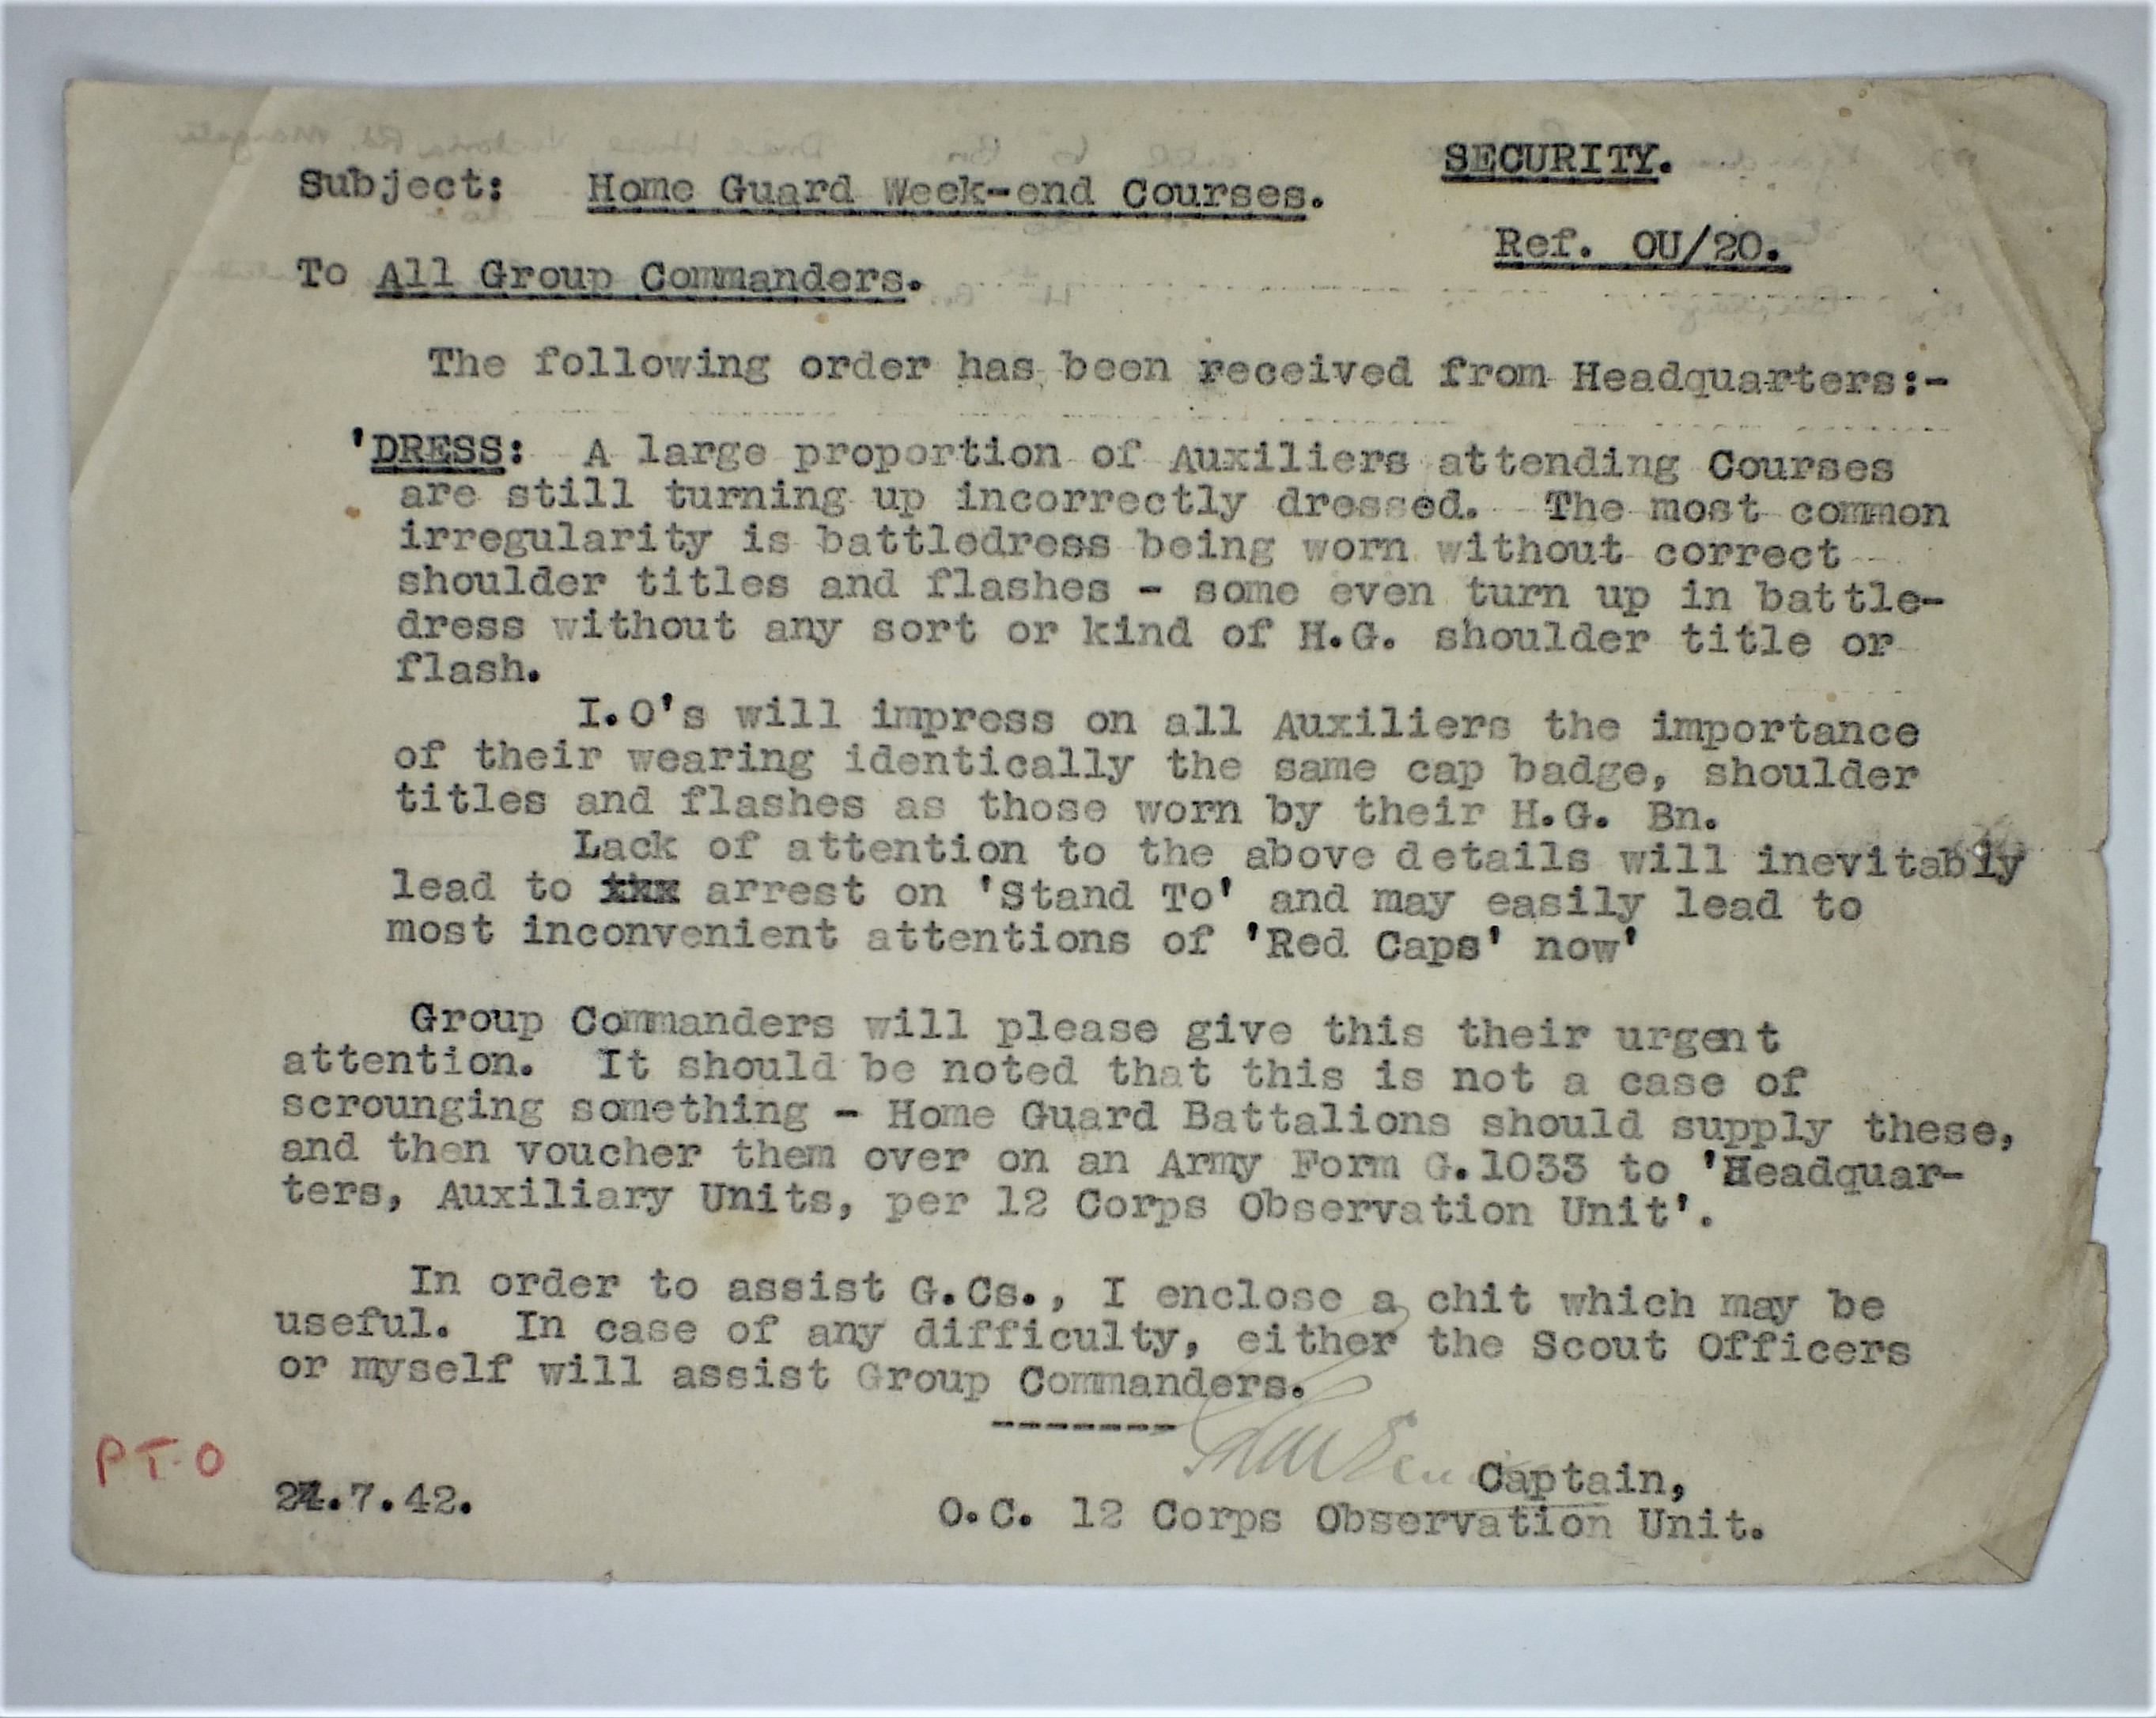 SECURITY.
Subject: Home Guard Week-end Courses.
Ref. OU/20.
To All Group Commanders.
The following order has been received from Headquarters:-
'DRESS: A large proportion of Auxiliers attending Courses
are still turning up incorrectly dressed. The most common
irregularity is battledress being worn without correct
shoulder titles and flashes - some even turn up in battle-
dress without any sort or kind of H.G. shoulder title or
flash.
I.O's will impress on all Auxiliers the importance
of their wearing identically the same cap badge, shoulder
titles and flashes as those worn by their H.G. Bn.
Lack of attention to the above details will inevitably
lead to arrest on 'Stand To' and may easily lead to
most inconvenient attentions of 'Red Caps' now'
Group Commanders will please give this their urgent
attention. It should be noted that this is not a case of
scrounging something - Home Guard Battalions should supply these,
and then voucher them over on an Army Form G.1033 to 'Headquar-
ters, Auxiliary Units, per 12 Corps Observation Unit'.
In order to assist G.Cs., I enclose a chit which may be
useful. In case of any difficulty, either the Scout Officers
or myself will assist Group Commanders.
-------
PT-O
Captain,
.7.42.
O.C. 12 Corps Observation Unit.